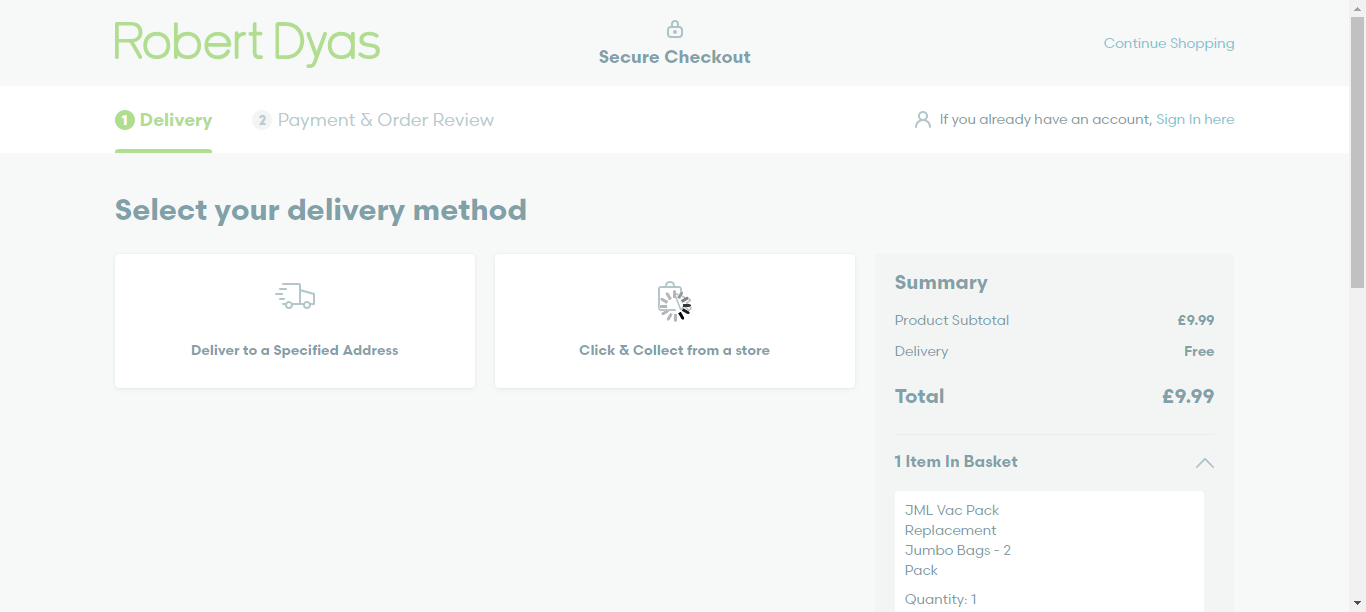 Robert Dyas
Secure Checkout
Continue Shopping
1 Delivery
2 Payment & Order Review
If you already have an account, Sign In here
Select your delivery method
Deliver to a Specified Address
Click & Collect from a store
Summary
Product Subtotal £9.99
Delivery Free
Total £9.99
1 Item In Basket
JML Vac Pack
Replacement
Jumbo Bags - 2
Pack
Quantity: 1